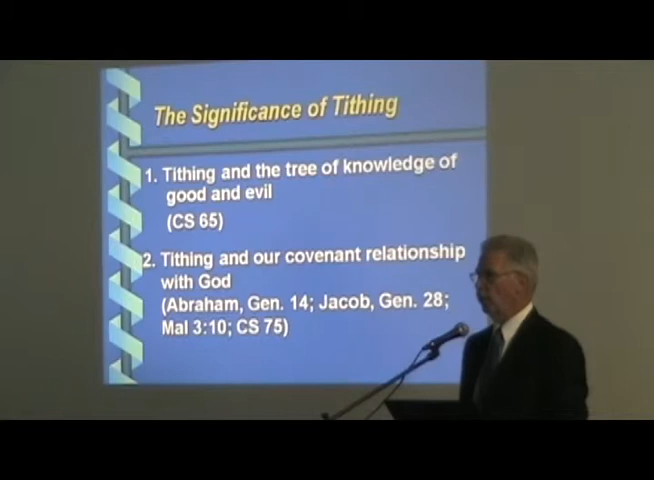 The Significance of Tithing
1. Tithing and the tree of knowledge of
good and evil
(CS 65)
2. Tithing and our covenant relationship
with God
(Abraham, Gen. 14; Jacob, Gen. 28;
Mal 3:10; CS 75)